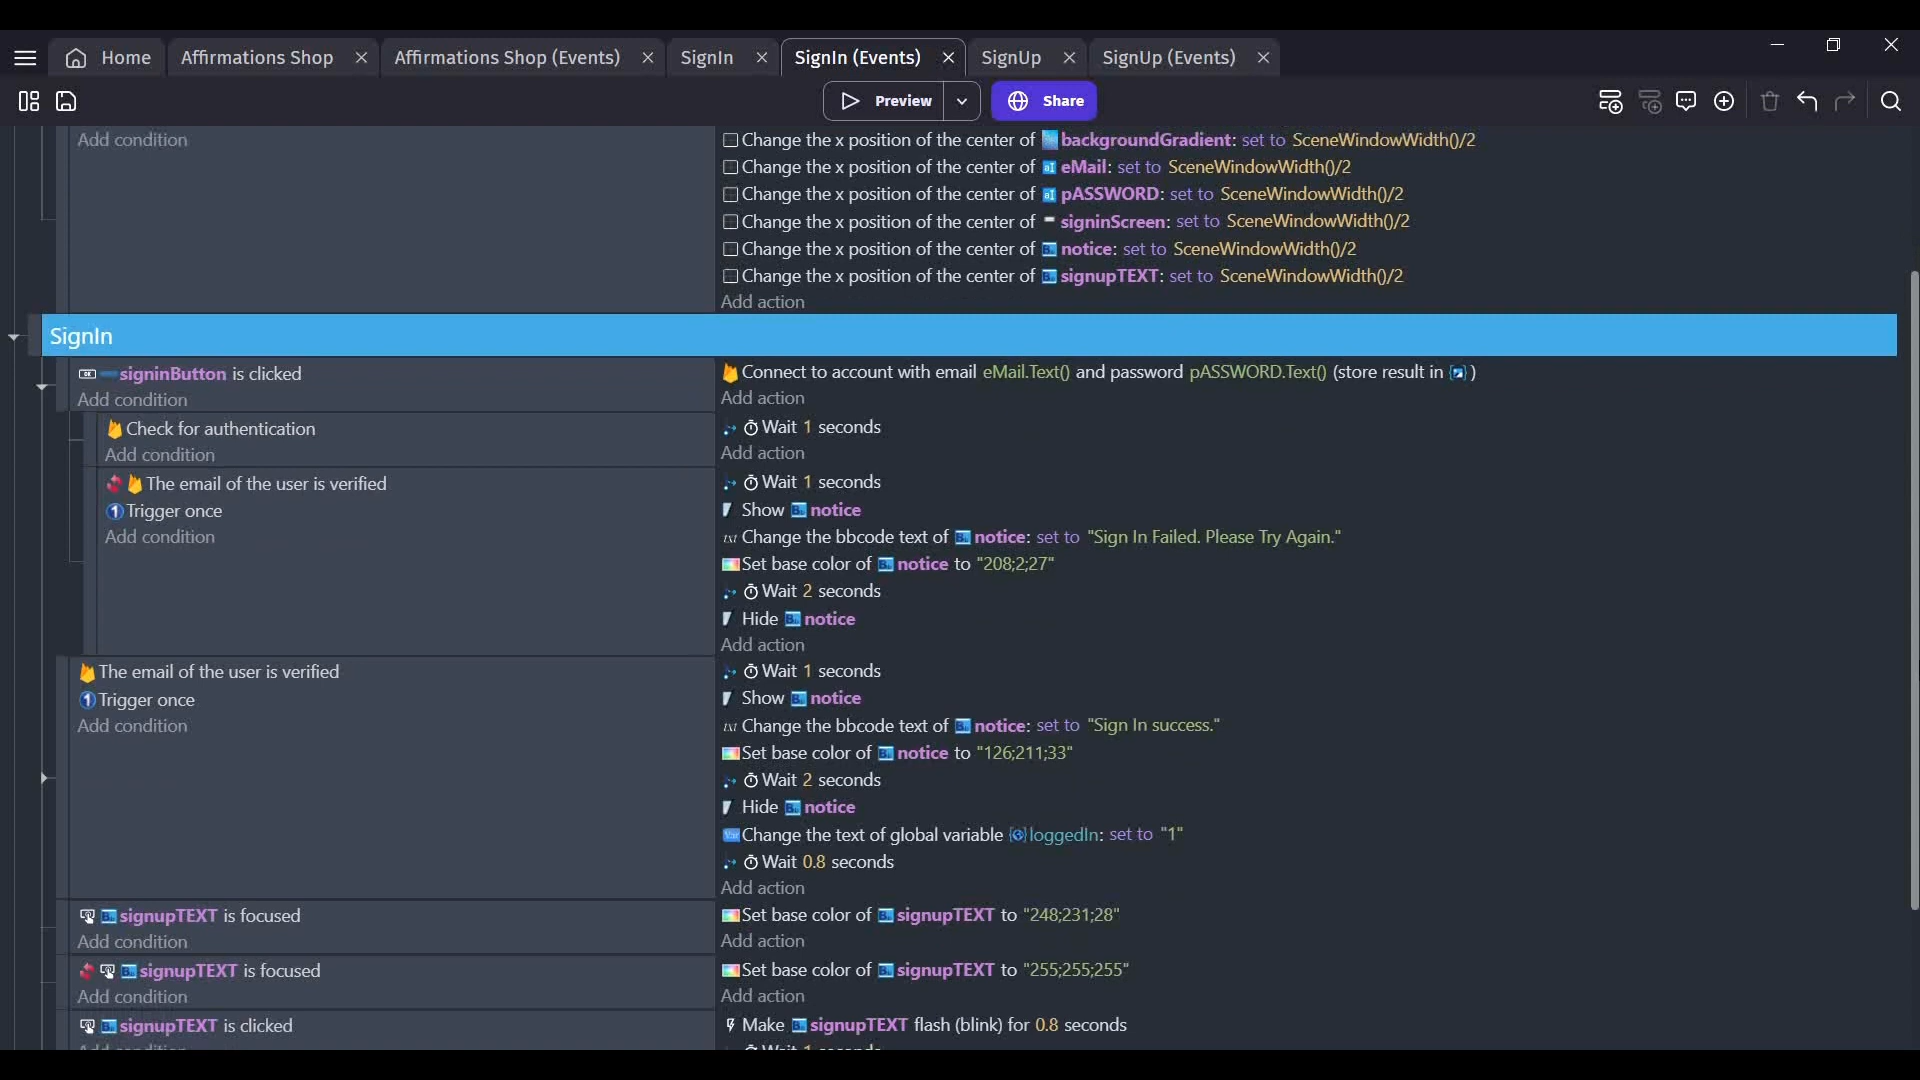 Home
Affirmations Shop
Affirmations Shop (Events)
SignIn
SignIn (Events)
SignUp
SignUp (Events)
Preview
Share
Add condition
Change the x position of the center of backgroundGradient: set to SceneWindowWidth()/2
Change the x position of the center of eMail: set to SceneWindowWidth()/2
Change the x position of the center of pASSWORD: set to SceneWindowWidth()/2
Change the x position of the center of signinScreen: set to SceneWindowWidth()/2
Change the x position of the center of notice: set to SceneWindowWidth()/2
Change the x position of the center of signupTEXT: set to SceneWindowWidth()/2
Add action
SignIn
signinButton is clicked
Add condition
Connect to account with email eMail.Text() and password pASSWORD.Text() (store result in )
Add action
Check for authentication
Add condition
Wait 1 seconds
Add action
The email of the user is verified
Trigger once
Add condition
Wait 1 seconds
Show notice
Change the bbcode text of notice: set to "Sign In Failed. Please Try Again."
Set base color of notice to "208;2;27"
Wait 2 seconds
Hide notice
Add action
The email of the user is verified
Trigger once
Add condition
Wait 1 seconds
Show notice
Change the bbcode text of notice: set to "Sign In success."
Set base color of notice to "126;211;33"
Wait 2 seconds
Hide notice
Change the text of global variable loggedIn: set to "1"
Wait 0.8 seconds
Add action
signupTEXT is focused
Add condition
Set base color of signupTEXT to "248;231;28"
Add action
signupTEXT is focused
Add condition
Set base color of signupTEXT to "255;255;255"
Add action
signupTEXT is clicked
Make signupTEXT flash (blink) for 0.8 seconds